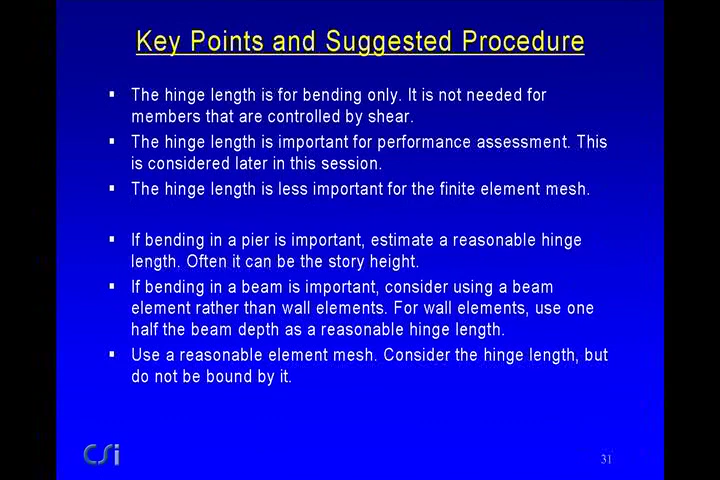 Key Points and Suggested Procedure
▪ The hinge length is for bending only. It is not needed for
members that are controlled by shear.
▪ The hinge length is important for performance assessment. This
is considered later in this session.
▪ The hinge length is less important for the finite element mesh.
▪ If bending in a pier is important, estimate a reasonable hinge
length. Often it can be the story height.
▪ If bending in a beam is important, consider using a beam
element rather than wall elements. For wall elements, use one
half the beam depth as a reasonable hinge length.
▪ Use a reasonable element mesh. Consider the hinge length, but
do not be bound by it.
CSi
31